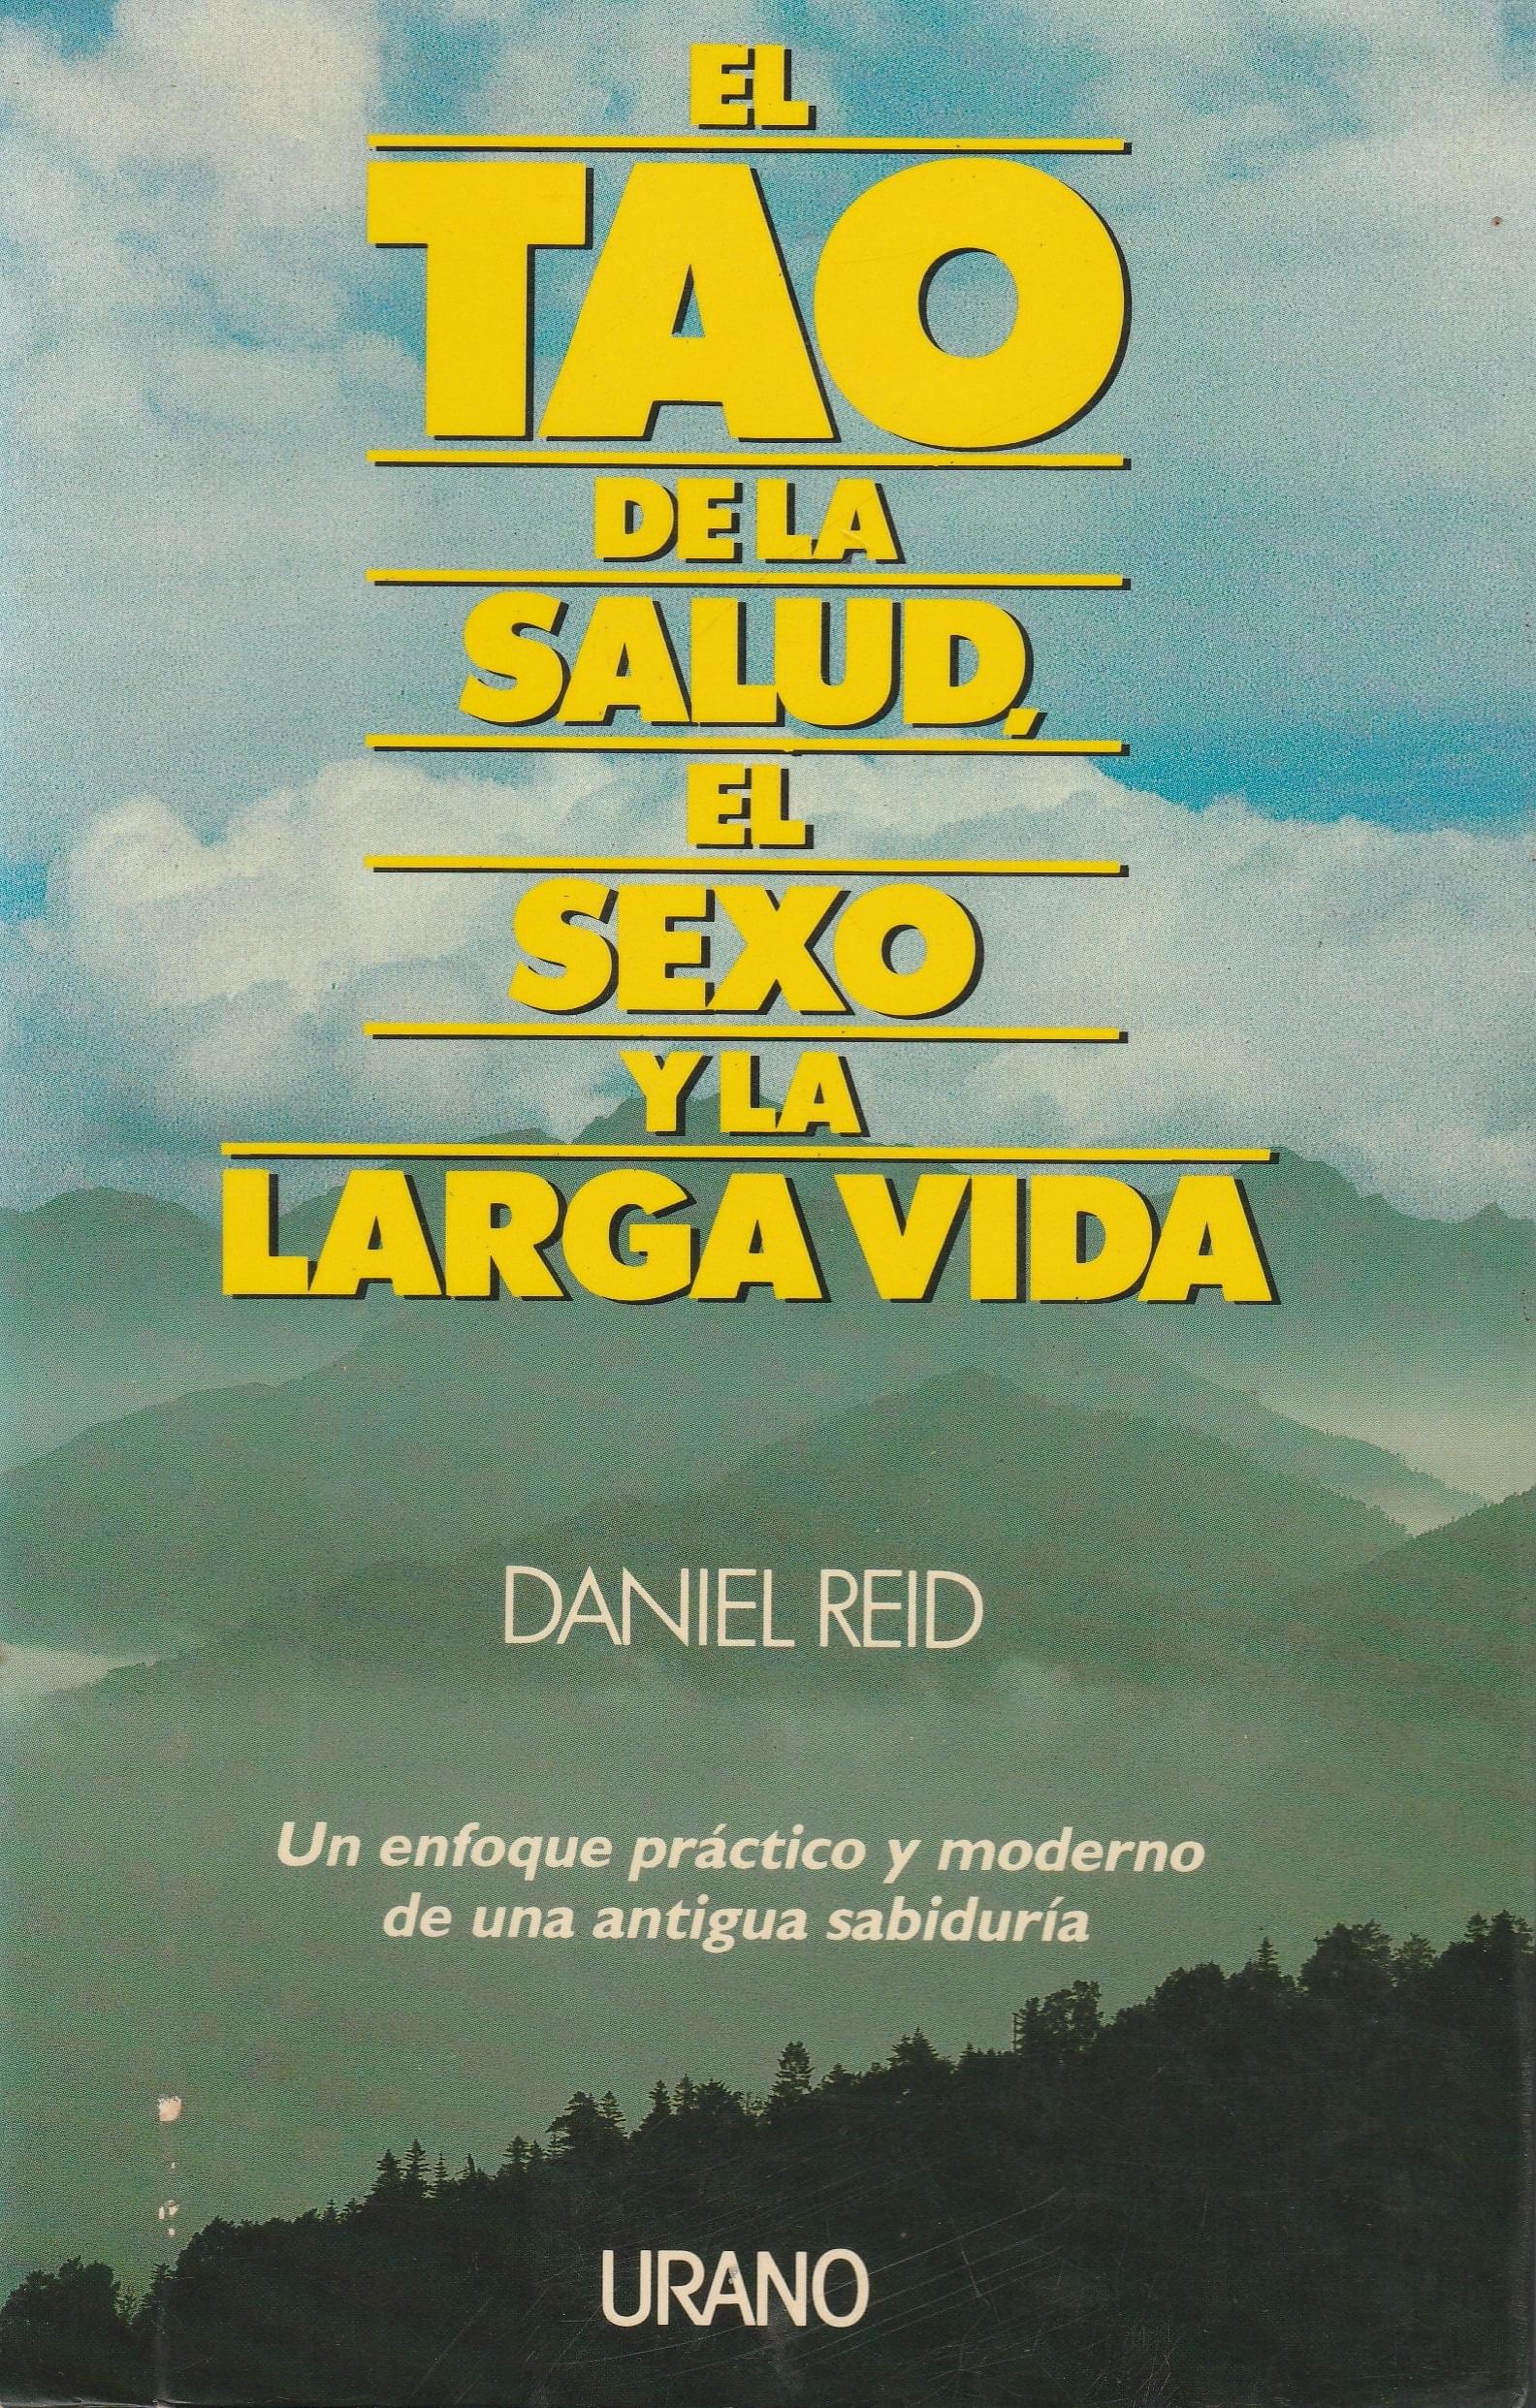 EL
TAO
DE LA
SALUD,
EL
SEXO
Y LA
LARGA VIDA
DANIEL REID
Un enfoque práctico y moderno
de una antigua sabiduría
URANO